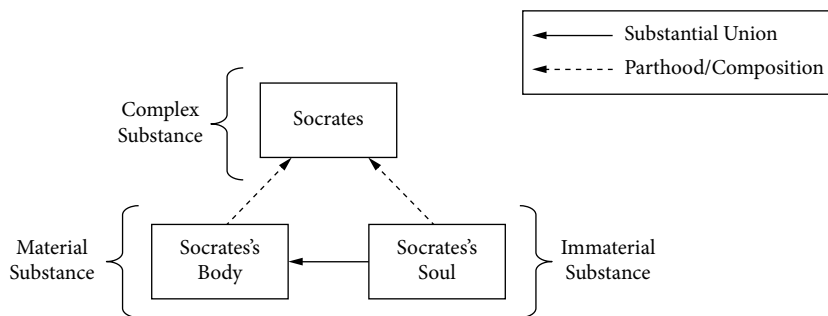 Substantial Union
Parthood/Composition
Complex
Substance
Socrates
Material
Substance
Socrates's
Body
Socrates's
Soul
Immaterial
Substance